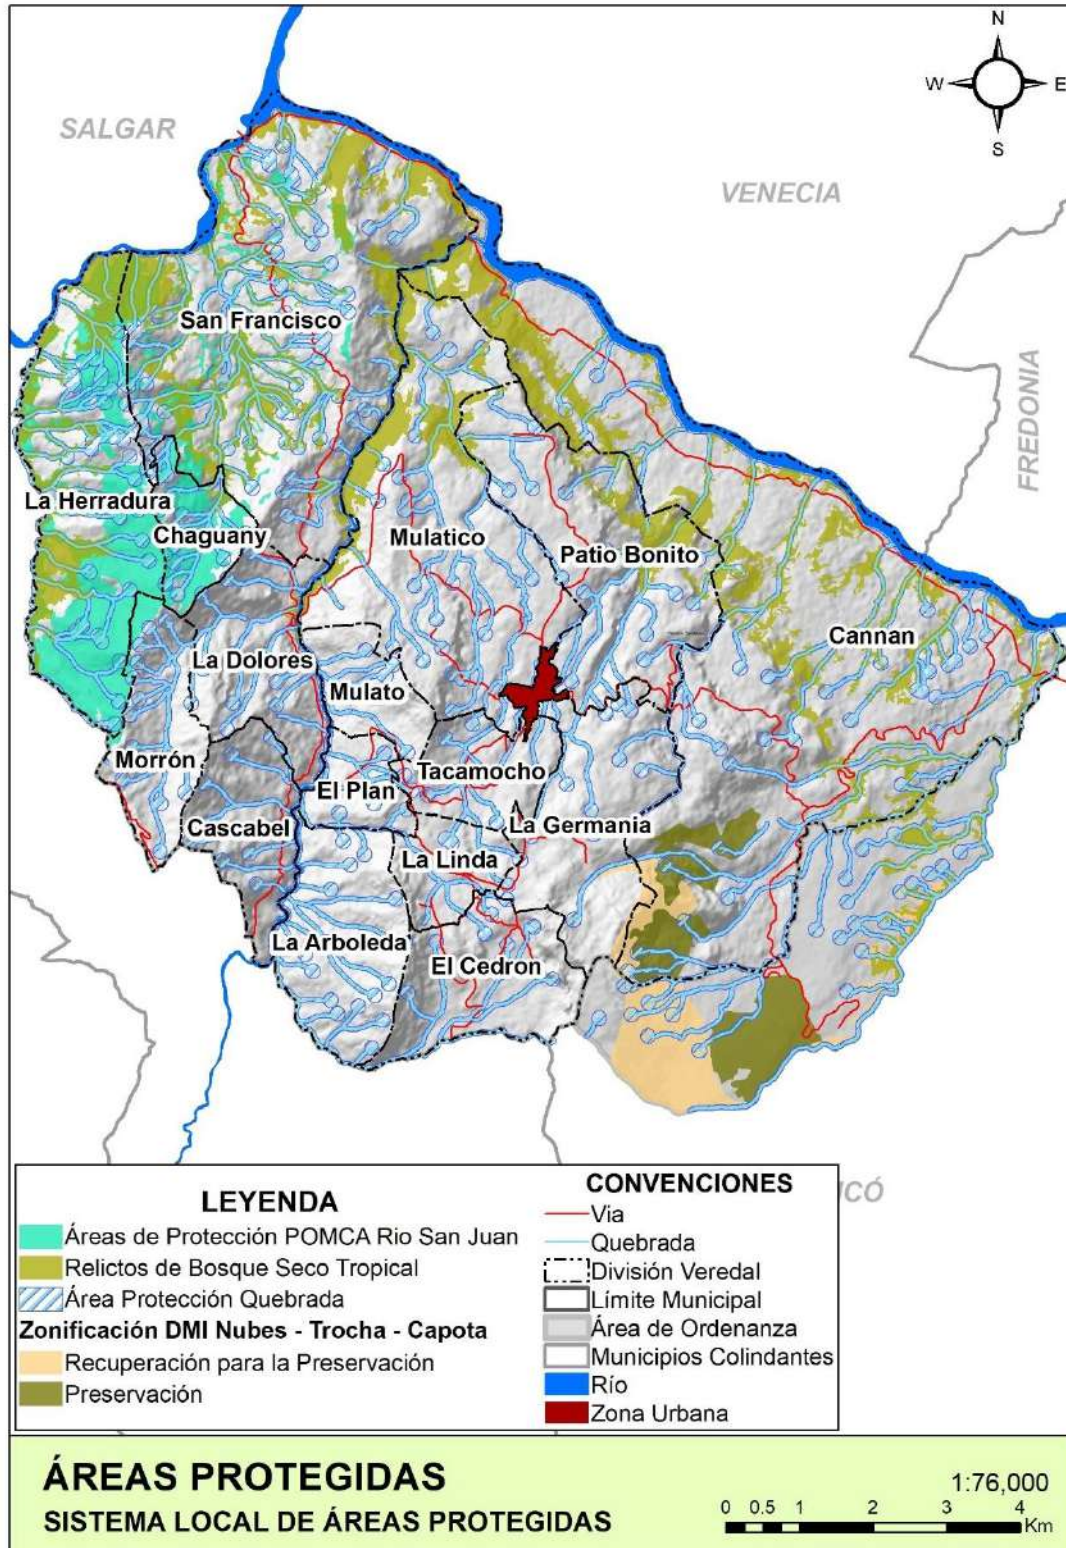 N
W
E
S
SALGAR
VENECIA
FREDONIA
San Francisco
La Herradura
Chaguany
Mulatico
Patio Bonito
Cannan
La Dolores
Mulato
Morrón
Tacamocho
El Plan
Cascabel
La Germania
La Linda
La Arboleda
El Cedron
ICÓ
LEYENDA
Áreas de Protección POMCA Rio San Juan
Relictos de Bosque Seco Tropical
Área Protección Quebrada
Zonificación DMI Nubes - Trocha - Capota
Recuperación para la Preservación
Preservación
CONVENCIONES
Via
Quebrada
División Veredal
Límite Municipal
Área de Ordenanza
Municipios Colindantes
Río
Zona Urbana
ÁREAS PROTEGIDAS
SISTEMA LOCAL DE ÁREAS PROTEGIDAS
1:76,000
0 0.5 1 2 3 4
Km